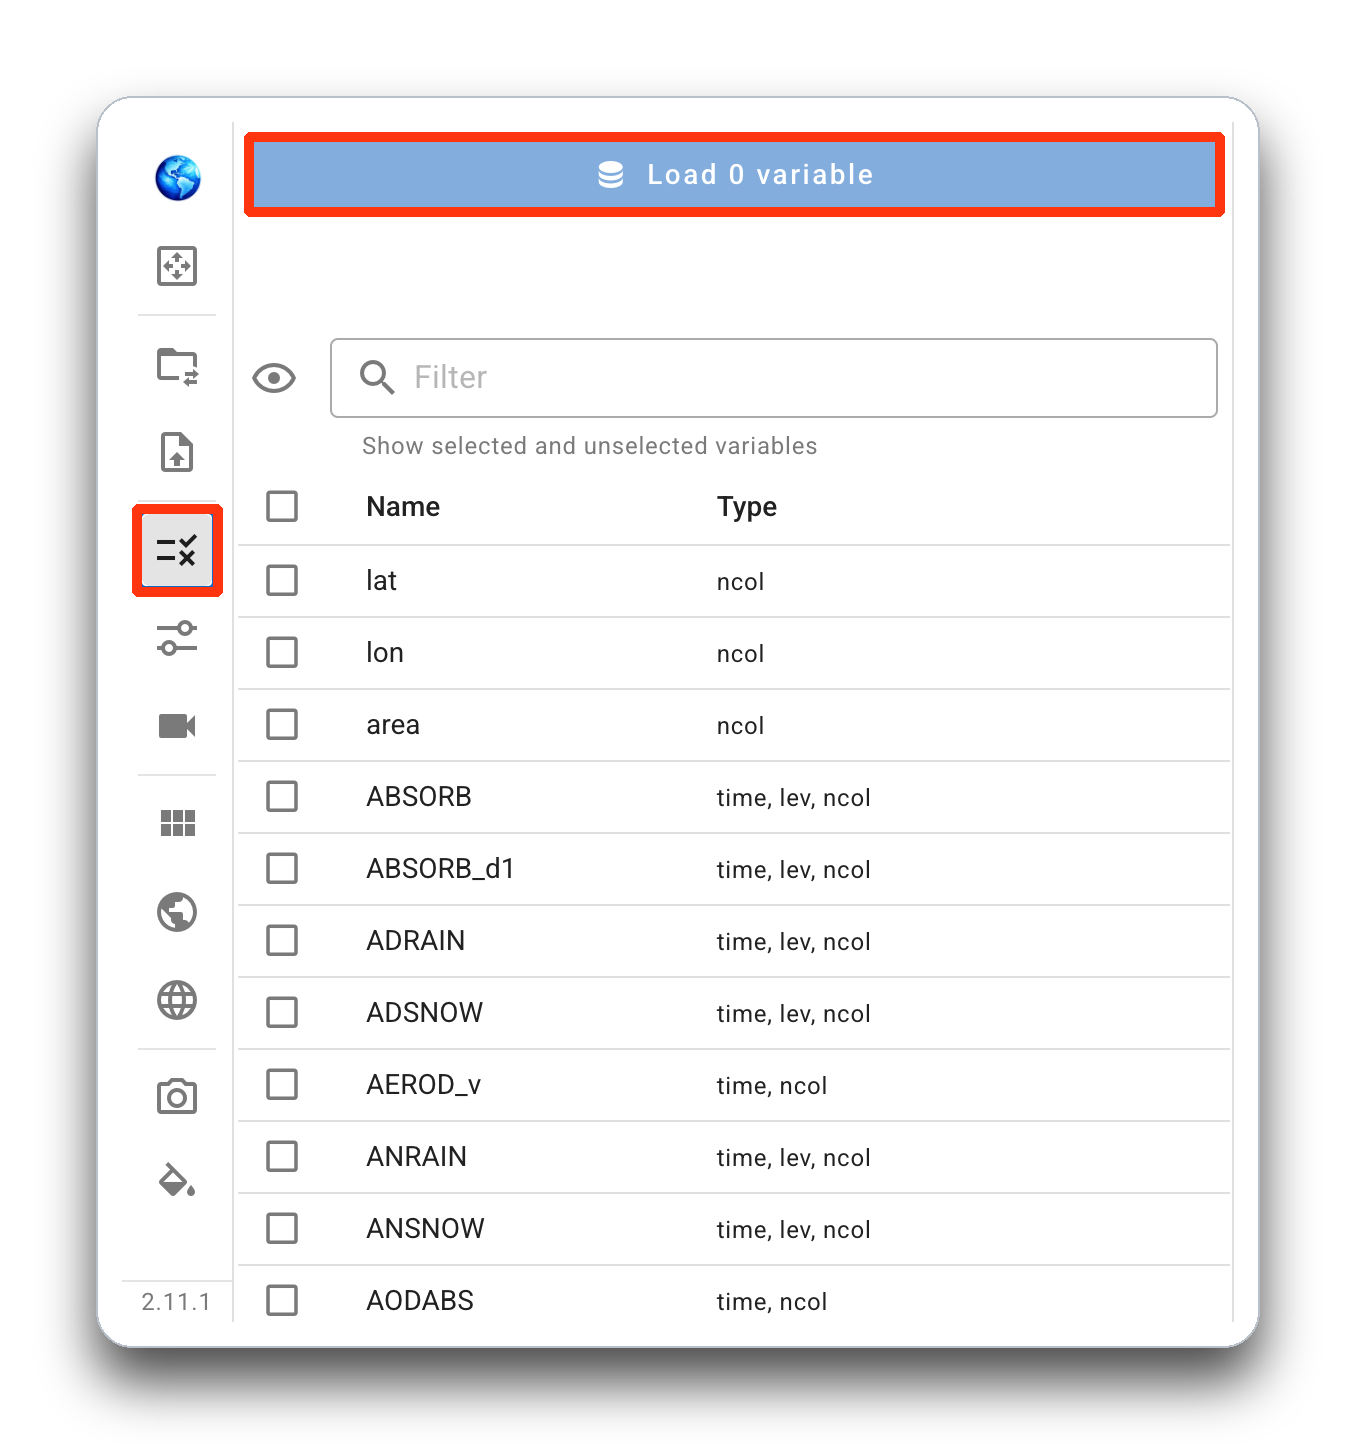 Load 0 variable
Filter
Show selected and unselected variables
Name Type
lat ncol
lon ncol
area ncol
ABSORB time, lev, ncol
ABSORB_d1 time, lev, ncol
ADRAIN time, lev, ncol
ADSNOW time, lev, ncol
AEROD_v time, ncol
ANRAIN time, lev, ncol
ANSNOW time, lev, ncol
AODABS time, ncol
2.11.1